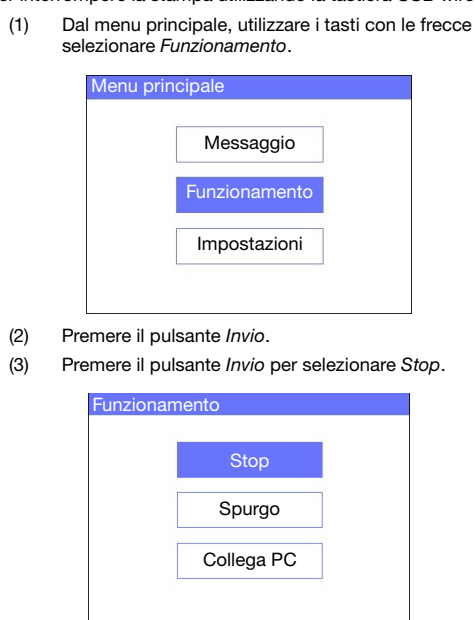 (1) Dal menu principale, utilizzare i tasti con le frecce
selezionare Funzionamento.
Menu principale
Messaggio
Funzionamento
Impostazioni
(2) Premere il pulsante Invio.
(3) Premere il pulsante Invio per selezionare Stop.
Funzionamento
Stop
Spurgo
Collega PC